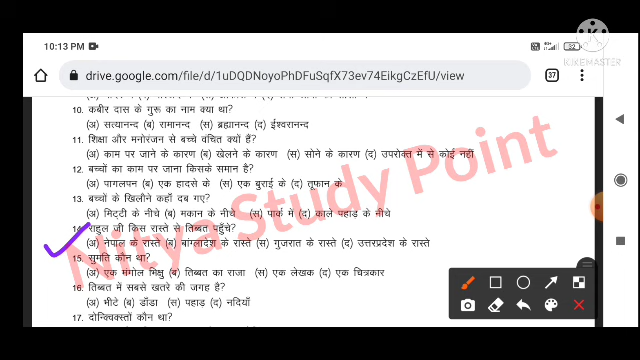 10:13 PM
KINEMASTER
drive.google.com/file/d/1uDQDNoyoPhDFuSqfX73ev74EikgCzEfU/view
37
10. कबीर दास के गुरू का नाम क्या था?
(अ) सत्यानन्द (ब) रामानन्द (स) ब्रह्मानन्द (द) ईश्वरानन्द
11. शिक्षा और मनोरंजन से बच्चे वंचित क्यों हैं?
(अ) काम पर जाने के कारण (ब) खेलने के कारण (स) सोने के कारण (द) उपरोक्त में से कोई नहीं
12. बच्चों का काम पर जाना किसके समान है?
(अ) पागलपन (ब) एक हादसे के (स) एक बुराई के (द) तूफान के
13. बच्चों के खिलौने कहाँ दब गए?
(अ) मिट्टी के नीचे (ब) मकान के नीचे (स) पार्क में (द) काले पहाड के नीचे
14. राहुल जी किस रास्ते से तिब्बत पहुँचे?
(अ) नेपाल के रास्ते (ब) बांग्लादेश के रास्ते (स) गुजरात के रास्ते (द) उत्तरप्रदेश के रास्ते
15. सुमति कौन था?
(अ) एक मंगोल भिक्षु (ब) तिब्बत का राजा (स) एक लेखक (द) एक चित्रकार
16. तिब्बत में सबसे खतरे की जगह है?
(अ) भीटे (ब) डाँडा (स) पहाड (द) नदियाँ
17. दोन्क्विक्स्तों कौन था?
Nitya Study Point